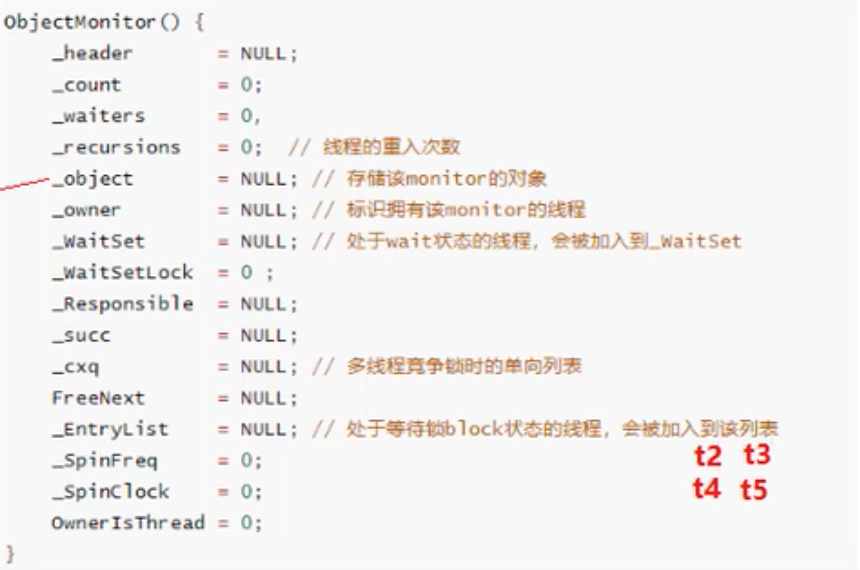 ObjectMonitor() {
_header = NULL;
_count = 0;
_waiters = 0,
_recursions = 0; // 线程的重入次数
_object = NULL; // 存储该monitor的对象
_owner = NULL; // 标识拥有该monitor的线程
_WaitSet = NULL; // 处于wait状态的线程，会被加入到_WaitSet
_WaitSetLock = 0 ;
_Responsible = NULL;
_succ = NULL;
_cxq = NULL; // 多线程竞争锁时的单向列表
FreeNext = NULL;
_EntryList = NULL; // 处于等待锁block状态的线程，会被加入到该列表
_SpinFreq = 0; t2 t3
_SpinClock = 0; t4 t5
OwnerIsThread = 0;
}